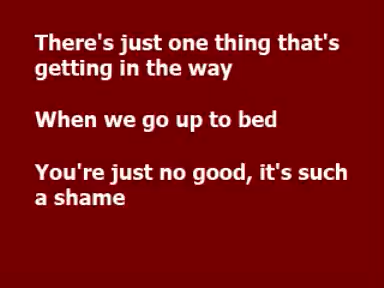 There's just one thing that's
getting in the way
When we go up to bed
You're just no good, it's such
a shame